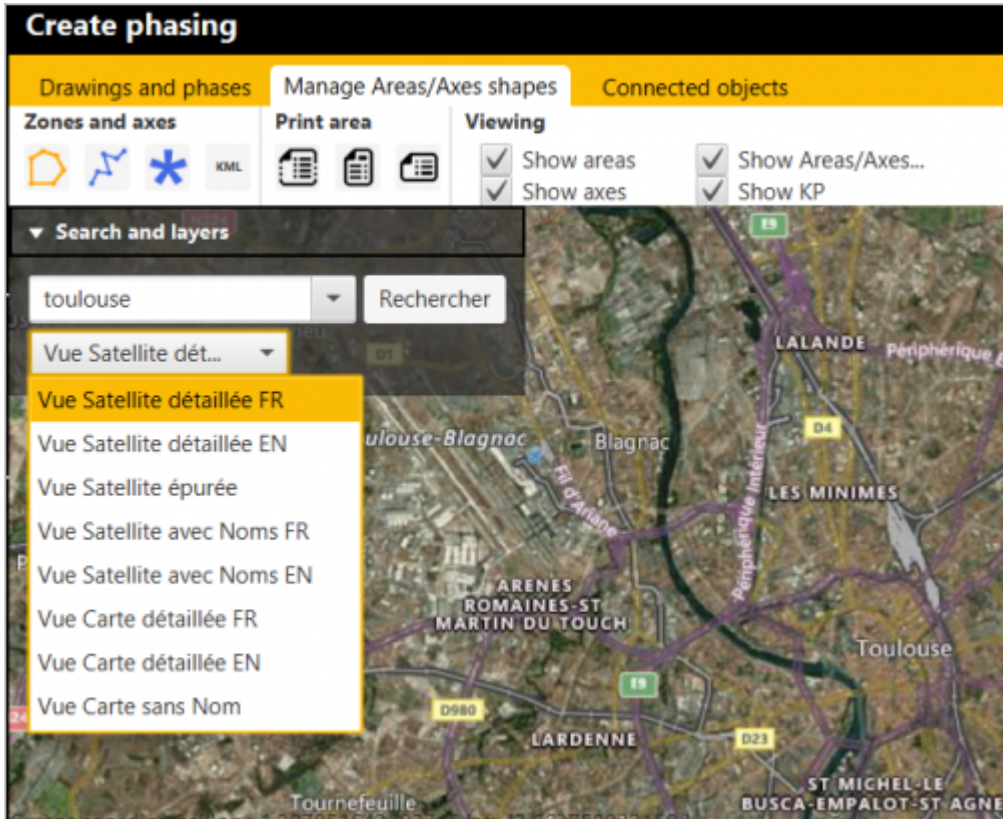 Create phasing
Drawings and phases
Manage Areas/Axes shapes
Connected objects
Zones and axes
Print area
Viewing
KML
Show areas
Show Areas/Axes...
Show axes
Show KP
Search and layers
toulouse
Rechercher
Vue Satellite dét...
Vue Satellite détaillée FR
Vue Satellite détaillée EN
Vue Satellite épurée
Vue Satellite avec Noms FR
Vue Satellite avec Noms EN
Vue Carte détaillée FR
Vue Carte détaillée EN
Vue Carte sans Nom
E9
D1
LALANDE
Périphérique
D4
Blagnac
Fil d'Ariane
Périphérique Intérieur
LES MINIMES
ARENES
ROMAINES-ST
MARTIN DU TOUCH
Toulouse
E9
D980
LARDENNE
D23
ST MICHEL-LE
BUSCA-EMPALOT-ST AGNE
Tournefeuille